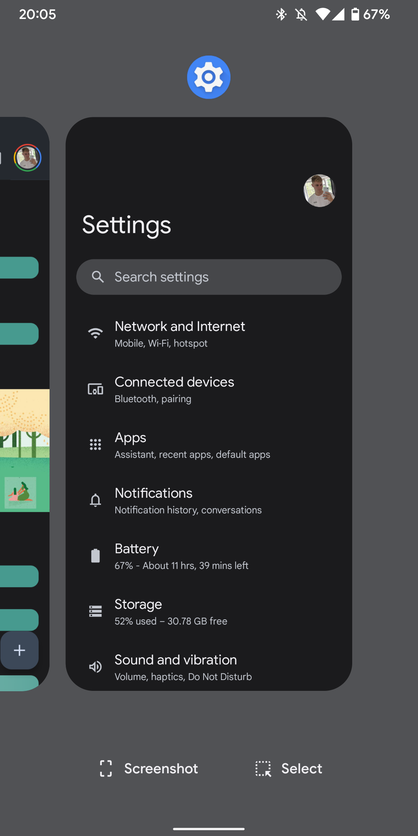 20:05
67%
Settings
Search settings
Network and Internet
Mobile, Wi-Fi, hotspot
Connected devices
Bluetooth, pairing
Apps
Assistant, recent apps, default apps
Notifications
Notification history, conversations
Battery
67% - About 11 hrs, 39 mins left
Storage
52% used – 30.78 GB free
Sound and vibration
Volume, haptics, Do Not Disturb
Screenshot
Select